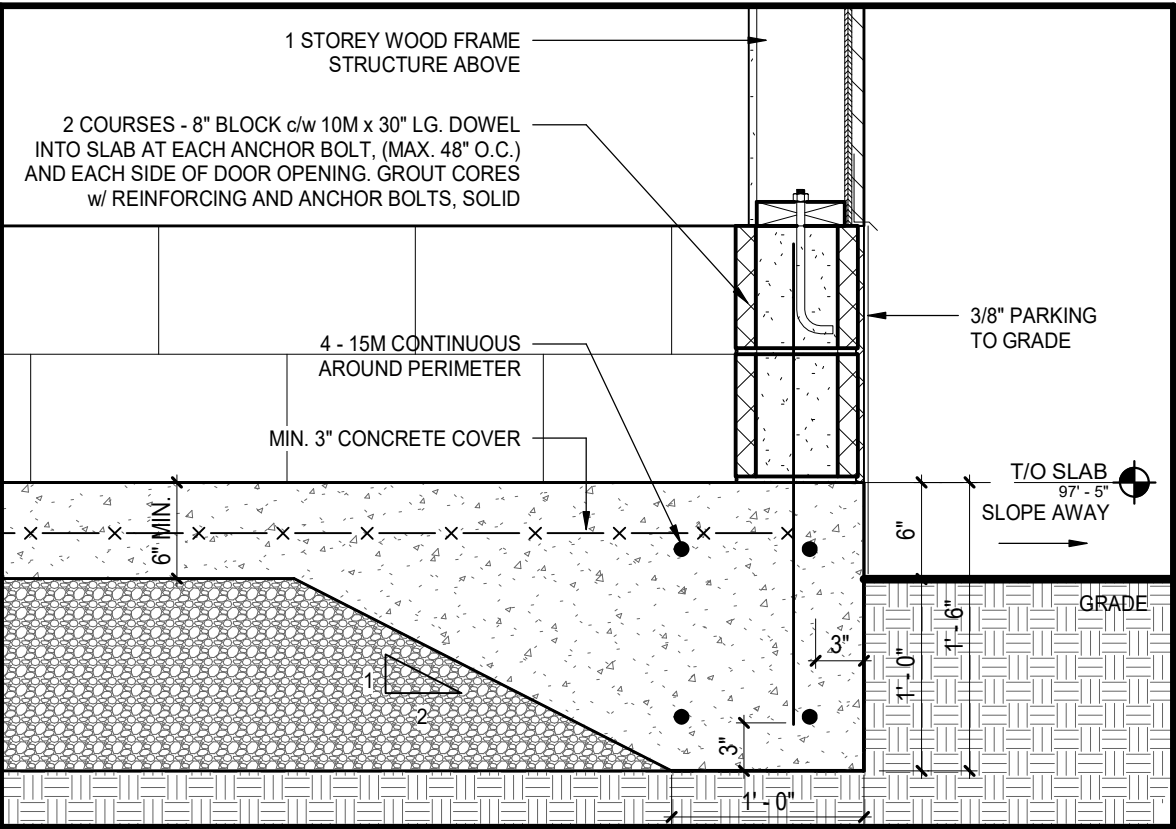 1 STOREY WOOD FRAME
STRUCTURE ABOVE
2 COURSES - 8" BLOCK c/w 10M x 30" LG. DOWEL
INTO SLAB AT EACH ANCHOR BOLT, (MAX. 48" O.C.)
AND EACH SIDE OF DOOR OPENING. GROUT CORES
w/ REINFORCING AND ANCHOR BOLTS, SOLID
3/8" PARKING
TO GRADE
4 - 15M CONTINUOUS
AROUND PERIMETER
MIN. 3" CONCRETE COVER
T/O SLAB
97' - 5"
SLOPE AWAY
6" MIN.
6"
GRADE
1' - 6"
1' - 0"
3"
1
2
3"
1' - 0"